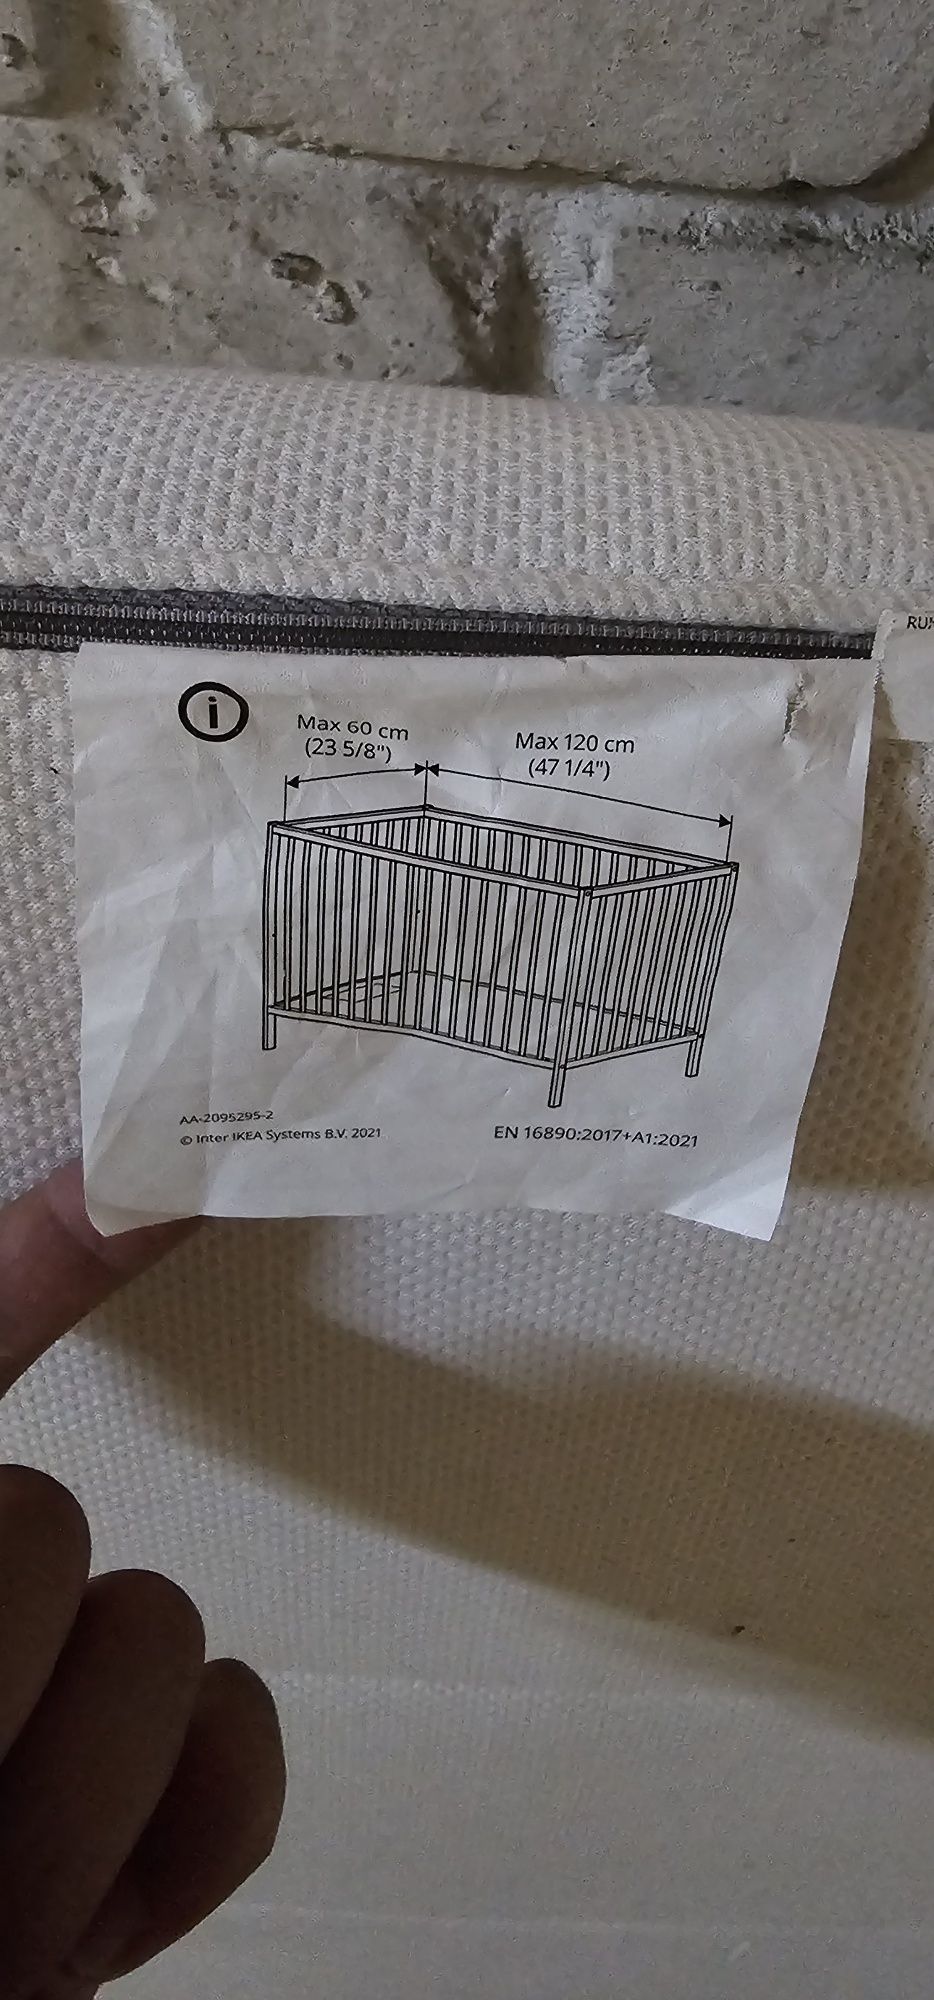 i
Max 60 cm
(23 5/8")
Max 120 cm
(47 1/4")
AA-2095295-2
© Inter IKEA Systems B.V. 2021
EN 16890:2017+A1:2021